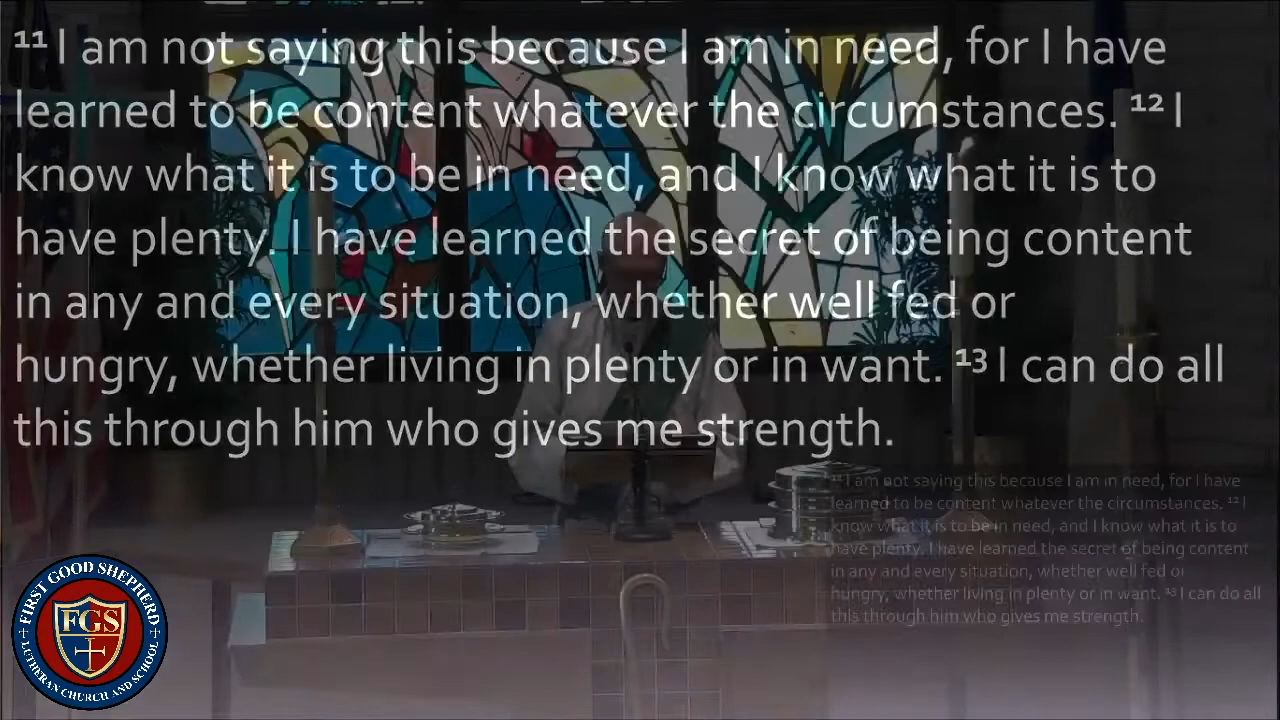 ¹¹ I am not saying this because I am in need, for I have
learned to be content whatever the circumstances. ¹² I
know what it is to be in need, and I know what it is to
have plenty. I have learned the secret of being content
in any and every situation, whether well fed or
hungry, whether living in plenty or in want. ¹³ I can do all
this through him who gives me strength.
¹¹ I am not saying this because I am in need, for I have
learned to be content whatever the circumstances. ¹² I
know what it is to be in need, and I know what it is to
have plenty. I have learned the secret of being content
in any and every situation, whether well fed or
hungry, whether living in plenty or in want. ¹³ I can do all
this through him who gives me strength.
FIRST GOOD SHEPHERD
FGS
LUTHERAN CHURCH AND SCHOOL